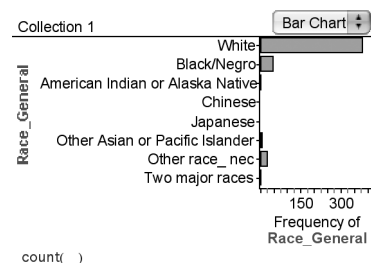 Collection 1
Bar Chart
Race_General
White
Black/Negro
American Indian or Alaska Native
Chinese
Japanese
Other Asian or Pacific Islander
Other race_ nec
Two major races
150 300
Frequency of
Race_General
count( )